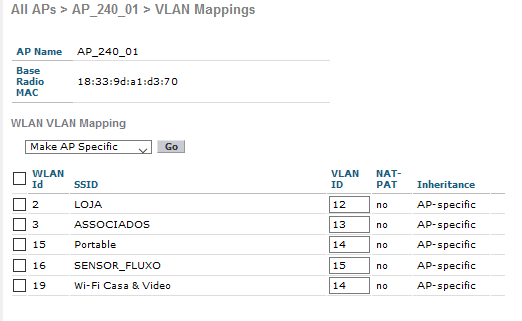 All APs > AP_240_01 > VLAN Mappings
AP Name AP_240_01
Base Radio MAC 18:33:9d:a1:d3:70
WLAN VLAN Mapping
Make AP Specific Go
WLAN Id SSID VLAN ID NAT-PAT Inheritance
2 LOJA 12 no AP-specific
3 ASSOCIADOS 13 no AP-specific
15 Portable 14 no AP-specific
16 SENSOR_FLUXO 15 no AP-specific
19 Wi-Fi Casa & Video 14 no AP-specific